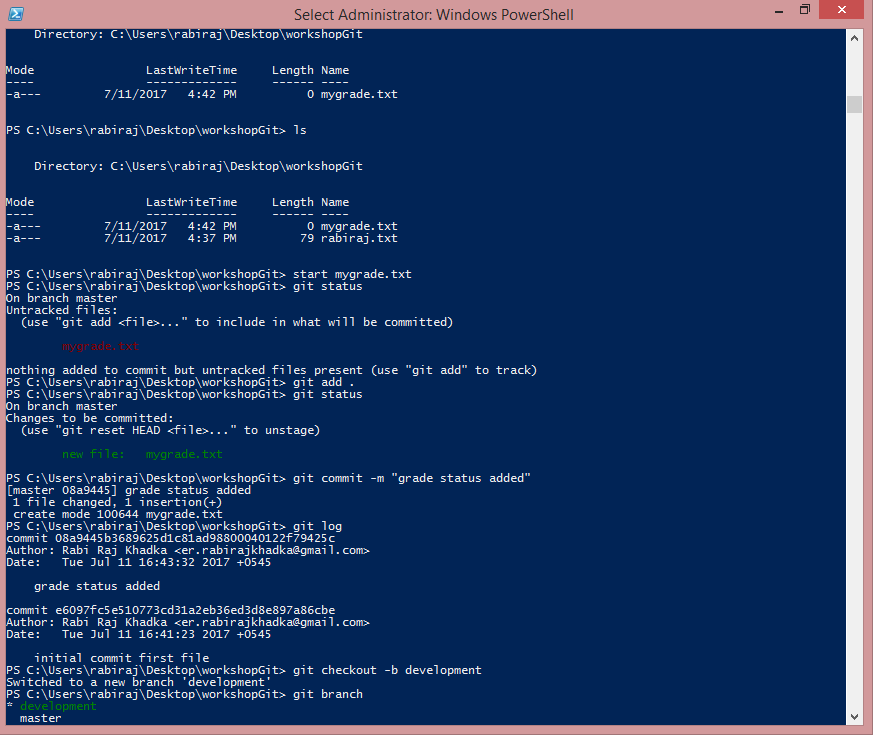 Select Administrator: Windows PowerShell
Directory: C:\Users\rabiraj\Desktop\workshopGit
Mode                LastWriteTime     Length Name
----                -------------     ------ ----
-a---         7/11/2017   4:42 PM          0 mygrade.txt
PS C:\Users\rabiraj\Desktop\workshopGit> ls
Directory: C:\Users\rabiraj\Desktop\workshopGit
Mode                LastWriteTime     Length Name
----                -------------     ------ ----
-a---         7/11/2017   4:42 PM          0 mygrade.txt
-a---         7/11/2017   4:37 PM         79 rabiraj.txt
PS C:\Users\rabiraj\Desktop\workshopGit> start mygrade.txt
PS C:\Users\rabiraj\Desktop\workshopGit> git status
On branch master
Untracked files:
  (use "git add <file>..." to include in what will be committed)
        mygrade.txt
nothing added to commit but untracked files present (use "git add" to track)
PS C:\Users\rabiraj\Desktop\workshopGit> git add .
PS C:\Users\rabiraj\Desktop\workshopGit> git status
On branch master
Changes to be committed:
  (use "git reset HEAD <file>..." to unstage)
        new file:   mygrade.txt
PS C:\Users\rabiraj\Desktop\workshopGit> git commit -m "grade status added"
[master 08a9445] grade status added
 1 file changed, 1 insertion(+)
 create mode 100644 mygrade.txt
PS C:\Users\rabiraj\Desktop\workshopGit> git log
commit 08a9445b3689625d1c81ad98800040122f79425c
Author: Rabi Raj Khadka <er.rabirajkhadka@gmail.com>
Date:   Tue Jul 11 16:43:32 2017 +0545
    grade status added
commit e6097fc5e510773cd31a2eb36ed3d8e897a86cbe
Author: Rabi Raj Khadka <er.rabirajkhadka@gmail.com>
Date:   Tue Jul 11 16:41:23 2017 +0545
    initial commit first file
PS C:\Users\rabiraj\Desktop\workshopGit> git checkout -b development
Switched to a new branch 'development'
PS C:\Users\rabiraj\Desktop\workshopGit> git branch
* development
  master